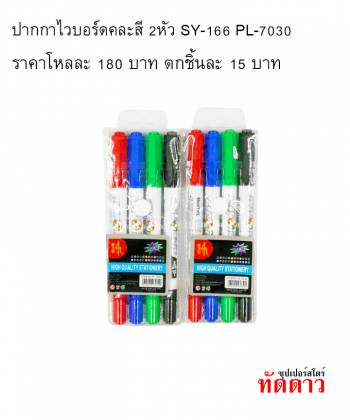 ปากกาไวบอร์ดคละสี 2หัว SY-166 PL-7030
ราคาโหลละ 180 บาท ตกชิ้นละ 15 บาท
HIGH QUALITY STATIONERY
HIGH QUALITY STATIONERY
ซุปเปอร์สโตร์
ทัดดาว